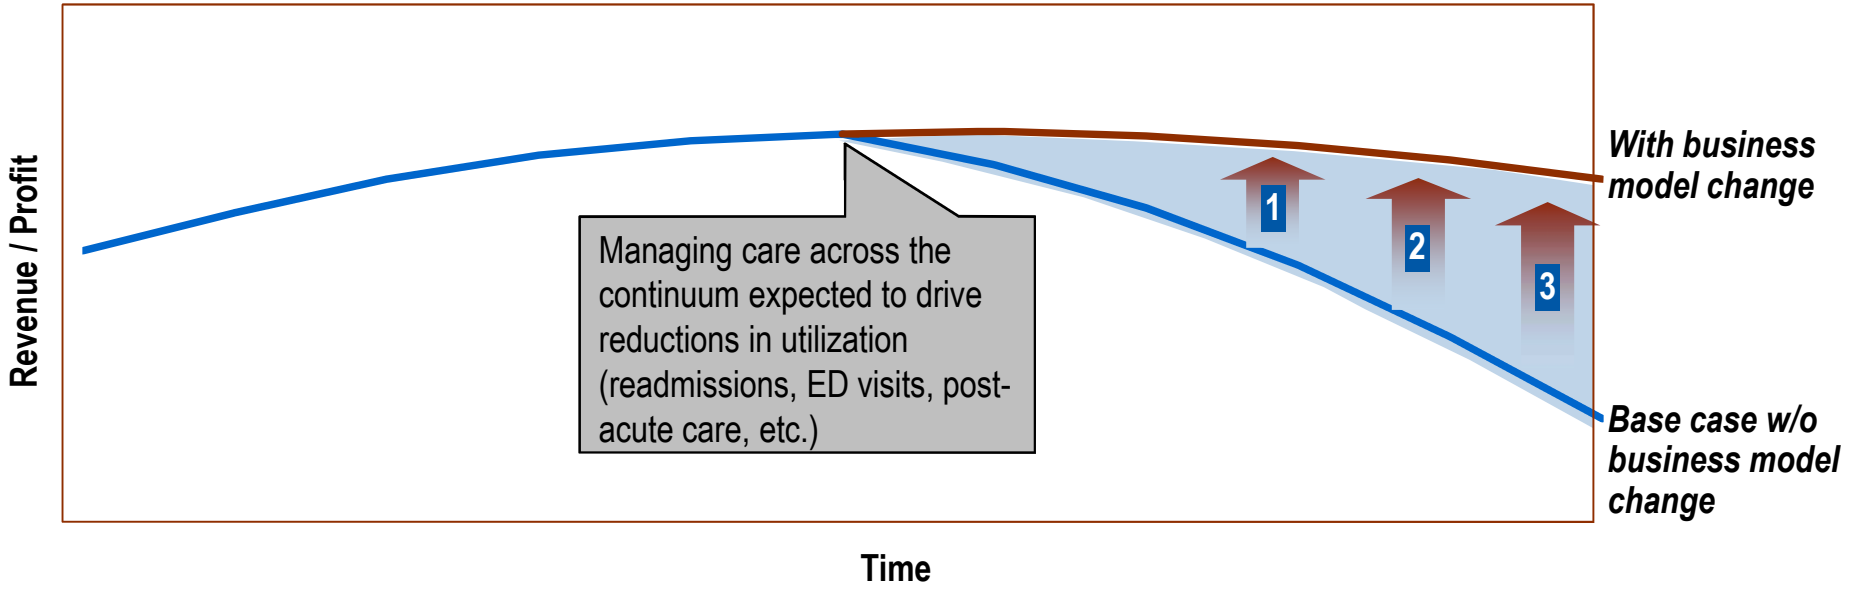 Revenue / Profit
With business
model change
1
2
3
Managing care across the
continuum expected to drive
reductions in utilization
(readmissions, ED visits, post-
acute care, etc.)
Base case w/o
business model
change
Time